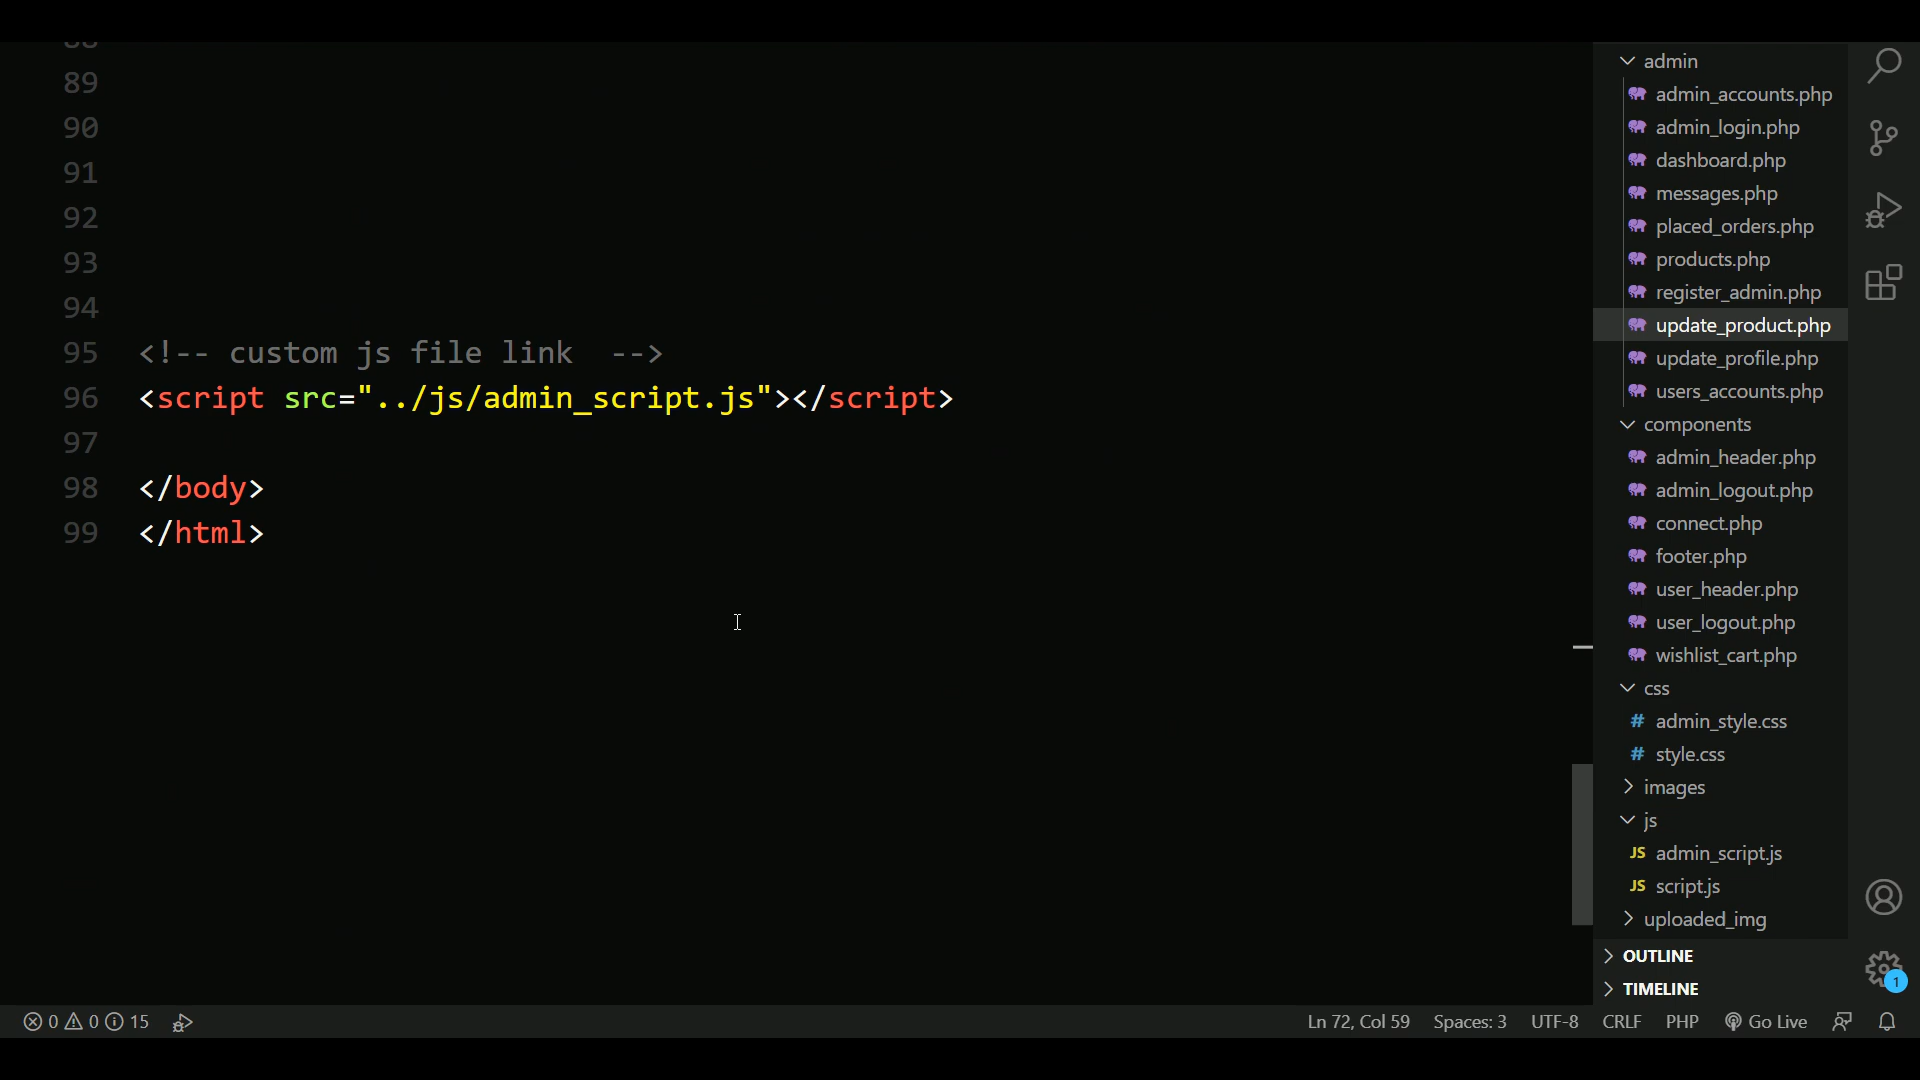 89
90
91
92
93
94
95 <!-- custom js file link  -->
96 <script src="../js/admin_script.js"></script>
97
98 </body>
99 </html>
admin
admin_accounts.php
admin_login.php
dashboard.php
messages.php
placed_orders.php
products.php
register_admin.php
update_product.php
update_profile.php
users_accounts.php
components
admin_header.php
admin_logout.php
connect.php
footer.php
user_header.php
user_logout.php
wishlist_cart.php
css
# admin_style.css
# style.css
images
js
JS admin_script.js
JS script.js
uploaded_img
OUTLINE
TIMELINE
1
0 0 15 Ln 72, Col 59 Spaces: 3 UTF-8 CRLF PHP Go Live